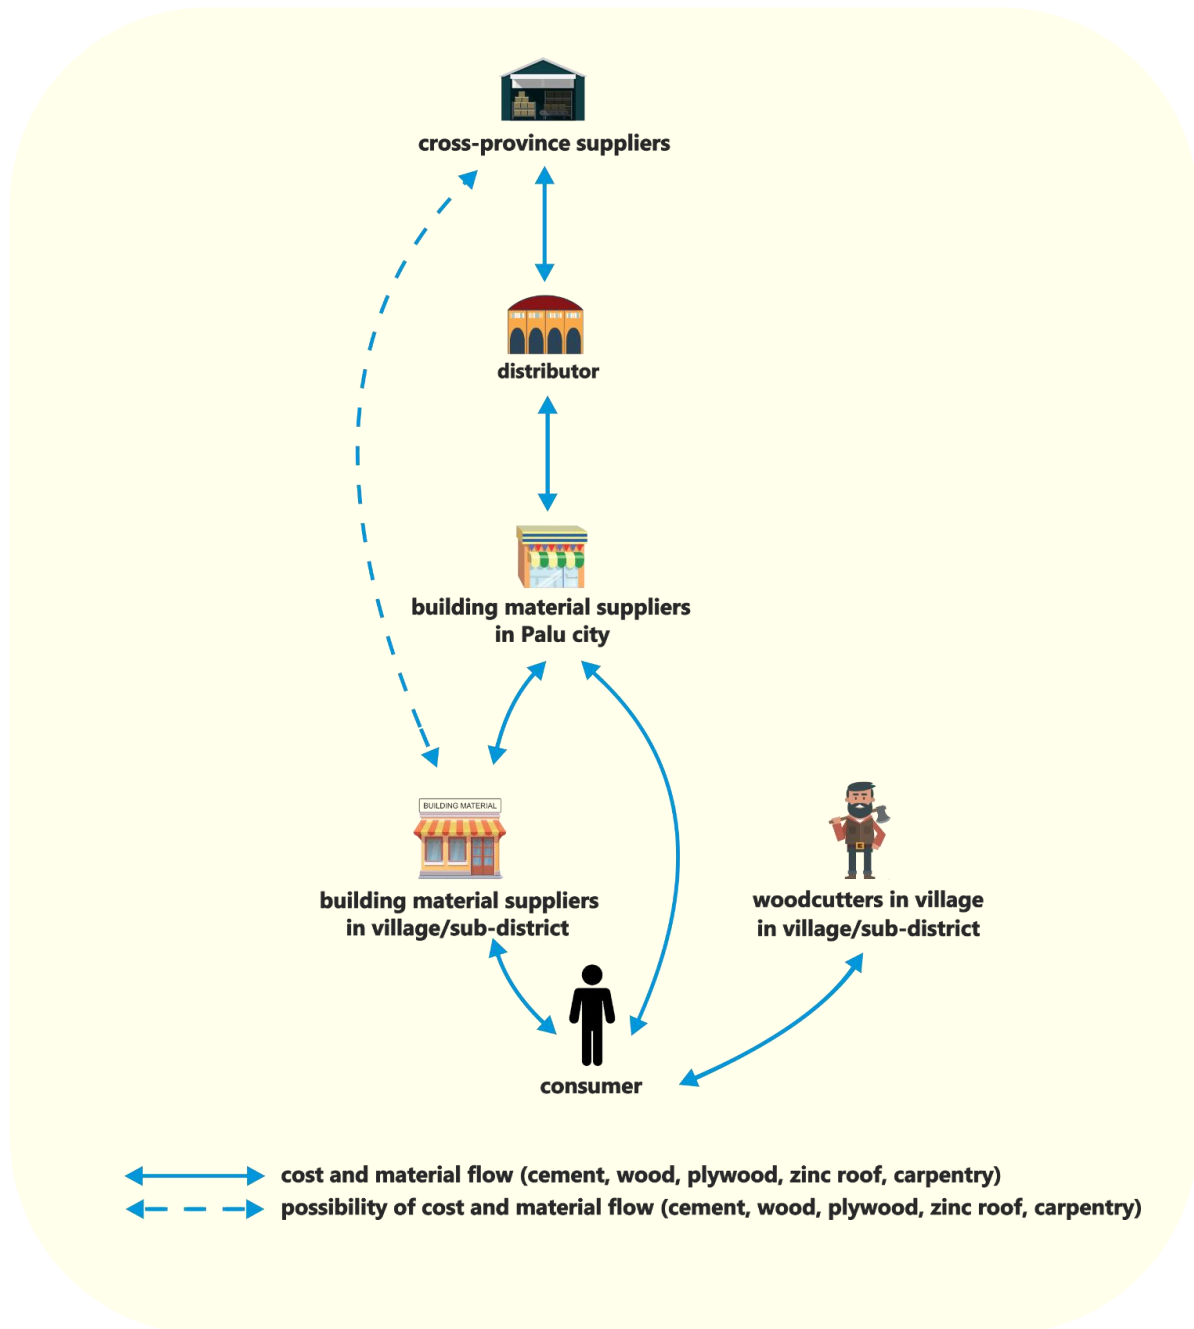 cross-province suppliers
distributor
building material suppliers
in Palu city
BUILDING MATERIAL
building material suppliers
in village/sub-district
woodcutters in village
in village/sub-district
consumer
cost and material flow (cement, wood, plywood, zinc roof, carpentry)
possibility of cost and material flow (cement, wood, plywood, zinc roof, carpentry)